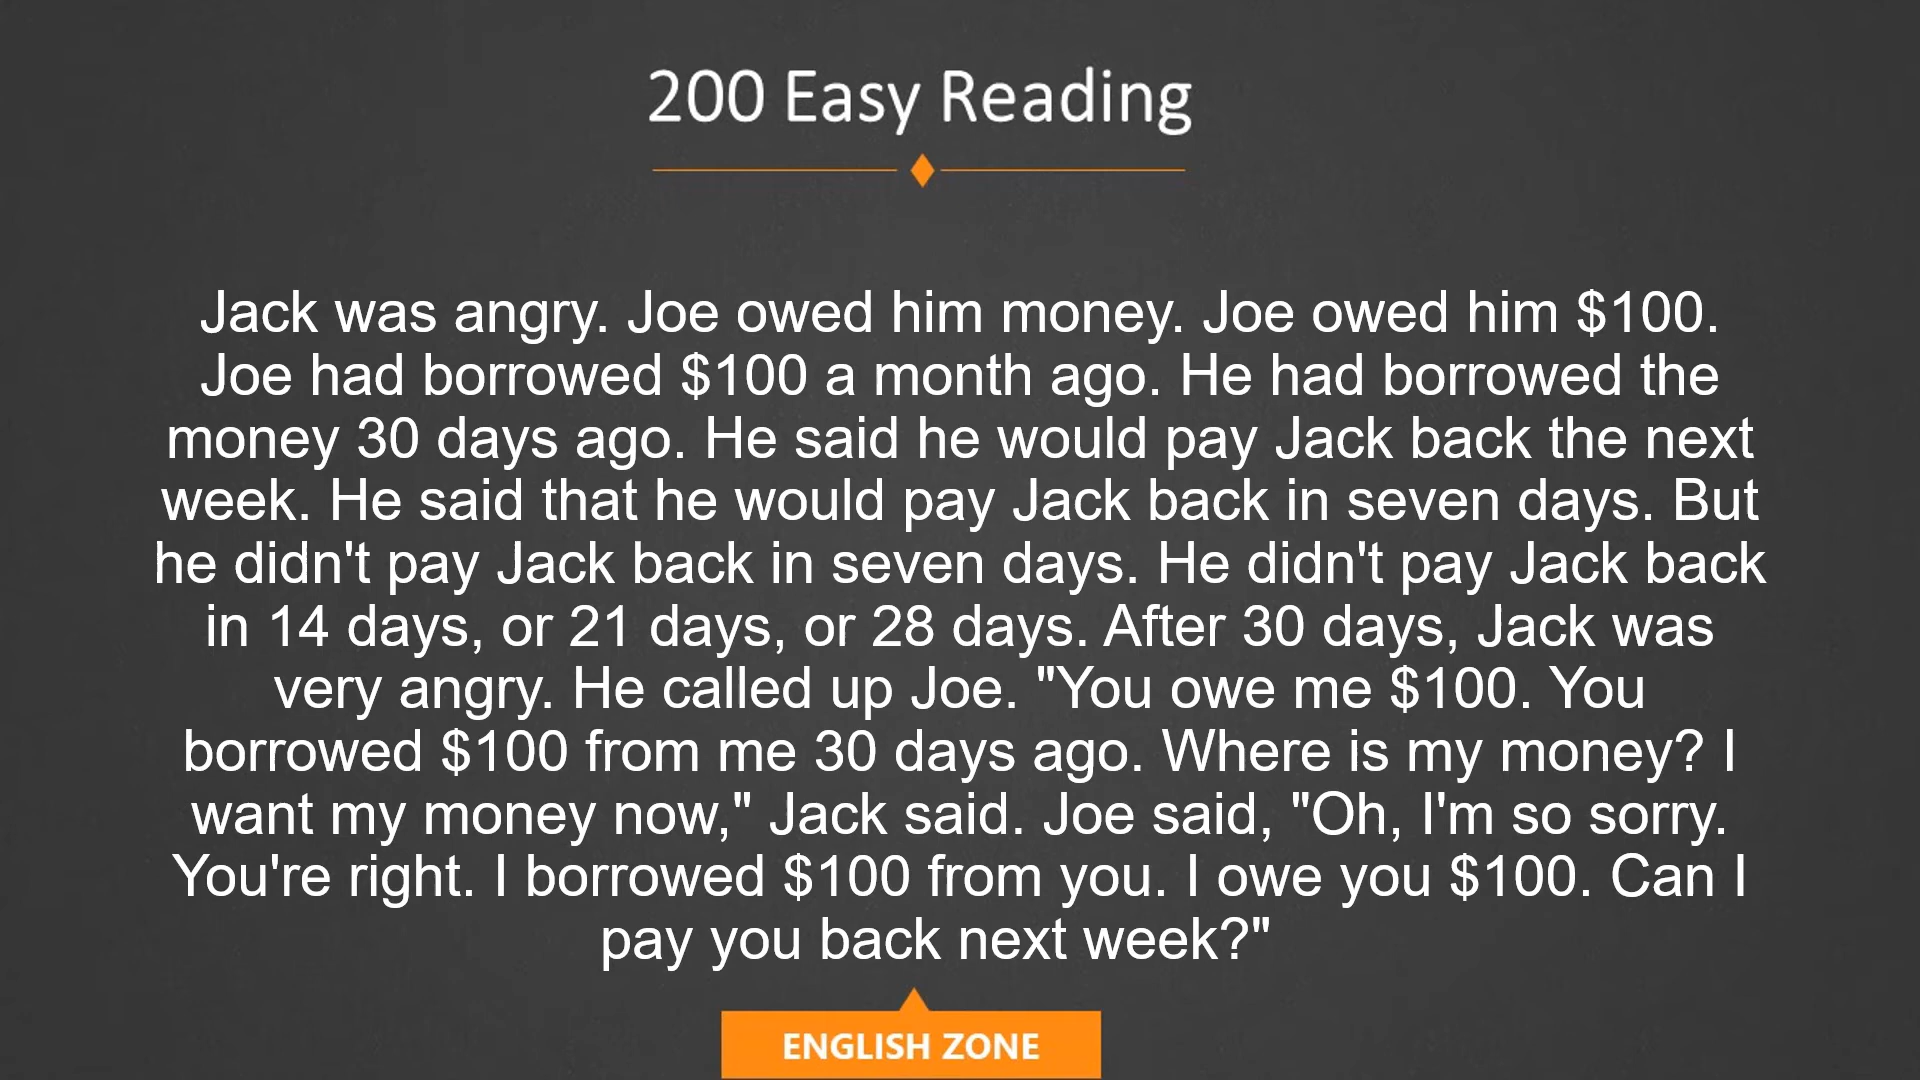 200 Easy Reading
Jack was angry. Joe owed him money. Joe owed him $100.
Joe had borrowed $100 a month ago. He had borrowed the
money 30 days ago. He said he would pay Jack back the next
week. He said that he would pay Jack back in seven days. But
he didn't pay Jack back in seven days. He didn't pay Jack back
in 14 days, or 21 days, or 28 days. After 30 days, Jack was
very angry. He called up Joe. "You owe me $100. You
borrowed $100 from me 30 days ago. Where is my money? I
want my money now," Jack said. Joe said, "Oh, I'm so sorry.
You're right. I borrowed $100 from you. I owe you $100. Can I
pay you back next week?"
ENGLISH ZONE